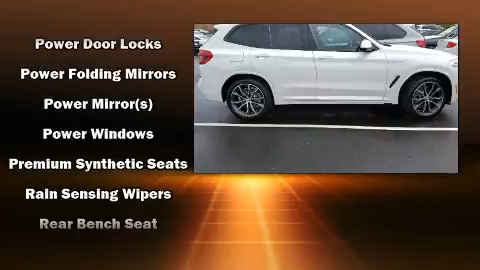 Power Door Locks
Power Folding Mirrors
Power Mirror(s)
Power Windows
Premium Synthetic Seats
Rain Sensing Wipers
Rear Bench Seat